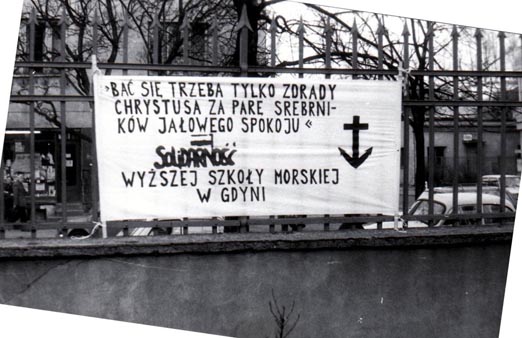 ›BAĆ SIĘ TRZEBA TYLKO ZDRADY
CHRYSTUSA ZA PARĘ SREBRNI-
KÓW JAŁOWEGO SPOKOJU«
SOLIDARNOŚĆ
WYŻSZEJ SZKOŁY MORSKIEJ
W GDYNI